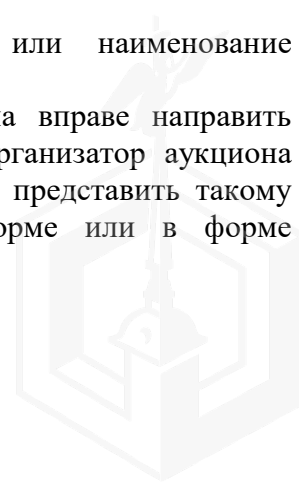 или наименование
а вправе направить
рганизатор аукциона
представить такому
орме или в форме